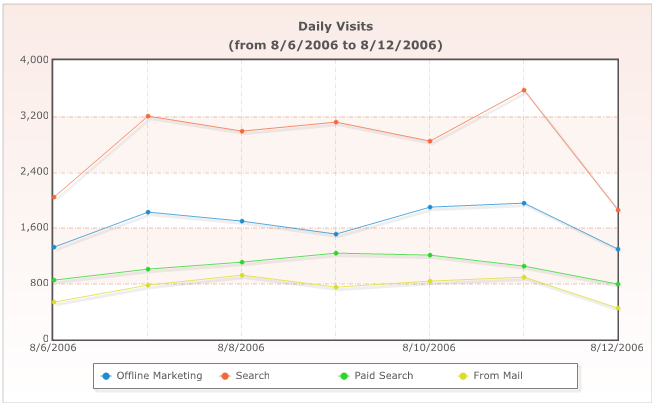 Daily Visits
(from 8/6/2006 to 8/12/2006)
4,000
3,200
2,400
1,600
800
0
8/6/2006 8/8/2006 8/10/2006 8/12/2006
Offline Marketing Search Paid Search From Mail